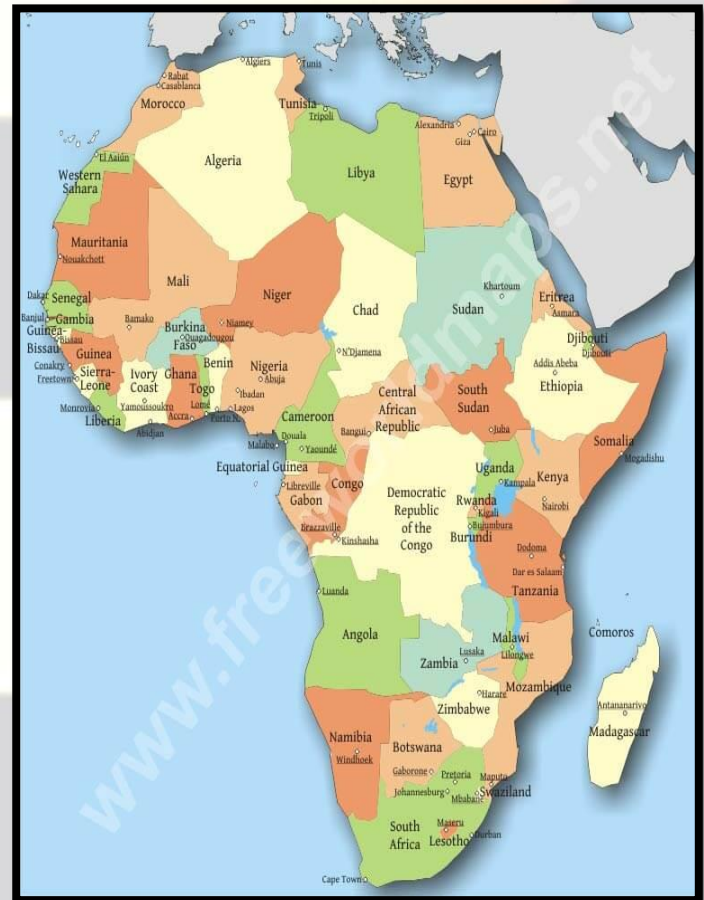 Algiers
Tunis
Rabat
Casablanca
Morocco
Tunisia
Tripoli
Alexandria
Cairo
Giza
El Aaiún
Western
Sahara
Algeria
Libya
Egypt
Mauritania
Nouakchott
Mali
Niger
Chad
Sudan
Khartoum
Eritrea
Asmara
Dakar
Senegal
Banjul
Gambia
Guinea-
Bissau
Bissau
Bamako
Burkina
Faso
Ouagadougou
Niamey
N'Djamena
Djibouti
Djibouti
Guinea
Conakry
Freetown
Sierra-
Leone
Ivory
Coast
Yamoussoukro
Ghana
Togo
Benin
Nigeria
Abuja
Ibadan
Lagos
Lomé
Porto N.
Accra
Abidjan
Monrovia
Liberia
Addis Abeba
Ethiopia
Central
African
Republic
South
Sudan
Juba
Somalia
Mogadishu
Cameroon
Douala
Yaoundé
Malabo
Bangui
Equatorial Guinea
Libreville
Gabon
Congo
Brazzaville
Kinshasha
Democratic
Republic
of the
Congo
Uganda
Kampala
Kenya
Nairobi
Rwanda
Kigali
Bujumbura
Burundi
Dodoma
Dar es Salaam
Tanzania
Luanda
Angola
Zambia
Lusaka
Malawi
Lilongwe
Comoros
Mozambique
Harare
Zimbabwe
Antananarivo
Madagascar
Namibia
Windhoek
Botswana
Gaborone
Pretoria
Johannesburg
Maputo
Mbabane
Swaziland
South
Africa
Maseru
Lesotho
Durban
Cape Town
www.freeworldmaps.net